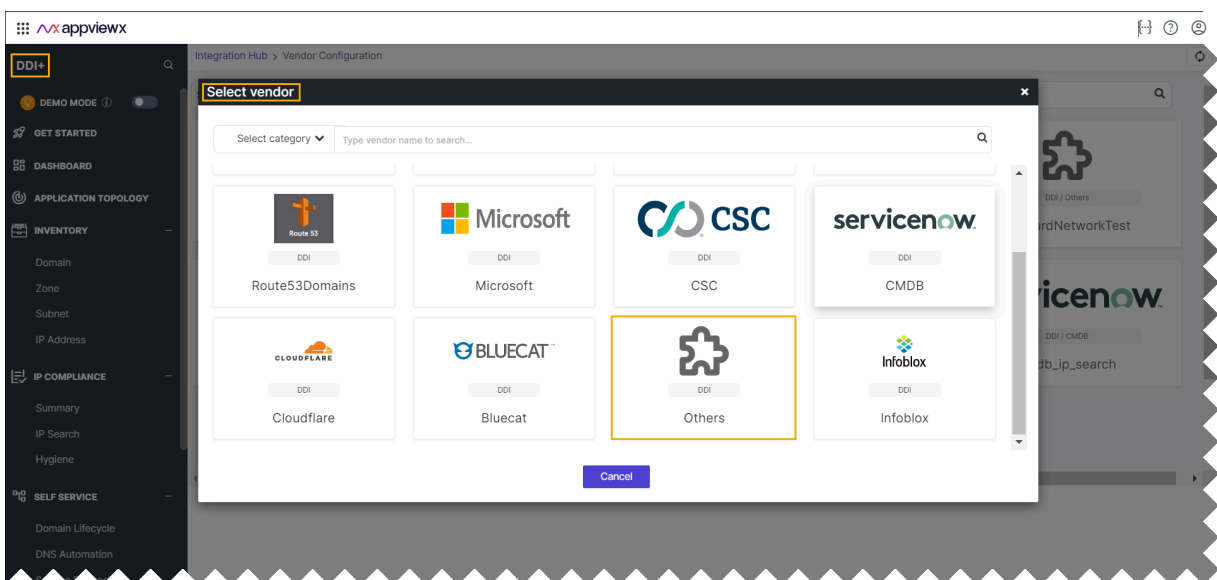 appviewx
DDI+
Integration Hub > Vendor Configuration
DEMO MODE
GET STARTED
DASHBOARD
APPLICATION TOPOLOGY
INVENTORY
Domain
Zone
Subnet
IP Address
IP COMPLIANCE
Summary
IP Search
Hygiene
SELF SERVICE
Domain Lifecycle
DNS Automation
Select vendor
Select category
Type vendor name to search...
Route 53
DDI
Route53Domains
Microsoft
DDI
Microsoft
CSC
DDI
CSC
servicenow
DDI
CMDB
CLOUDFLARE
DDI
Cloudflare
BLUECAT
DDI
Bluecat
DDI
Others
Infoblox
DDI
Infoblox
Cancel
DDI / Others
rdNetworkTest
icenow
DDI / CMDB
db_ip_search